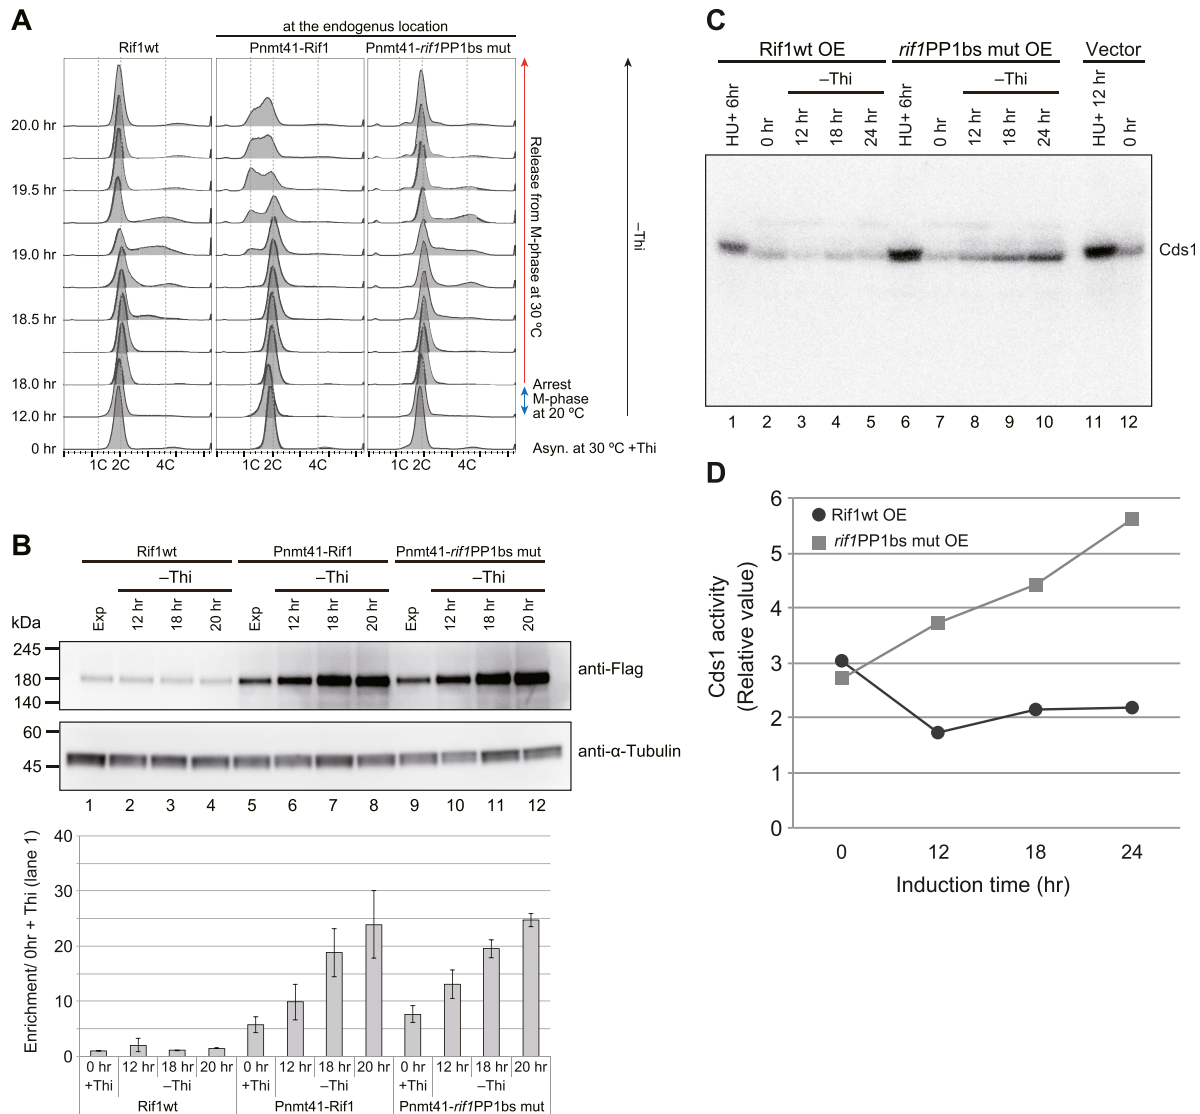 A
at the endogenus location
Rif1wt
Pnmt41-Rif1
Pnmt41-rif1PP1bs mut
20.0 hr
19.5 hr
19.0 hr
18.5 hr
18.0 hr
12.0 hr
0 hr
Release from M-phase at 30 ºC
–Thi
Arrest
M-phase
at 20 ºC
Asyn. at 30 ºC +Thi
1C 2C 4C
1C 2C 4C
1C 2C 4C
B
Rif1wt
Pnmt41-Rif1
Pnmt41-rif1PP1bs mut
–Thi
–Thi
–Thi
kDa
Exp
12 hr
18 hr
20 hr
Exp
12 hr
18 hr
20 hr
Exp
12 hr
18 hr
20 hr
245
180
140
anti-Flag
60
45
anti-α-Tubulin
1 2 3 4 5 6 7 8 9 10 11 12
Enrichment/ 0hr + Thi (lane 1)
40
30
20
10
0
0 hr 12 hr 18 hr 20 hr 0 hr 12 hr 18 hr 20 hr 0 hr 12 hr 18 hr 20 hr
+Thi –Thi +Thi –Thi +Thi –Thi
Rif1wt Pnmt41-Rif1 Pnmt41-rif1PP1bs mut
C
Rif1wt OE
rif1PP1bs mut OE
Vector
–Thi
–Thi
HU+ 6hr
0 hr
12 hr
18 hr
24 hr
HU+ 6hr
0 hr
12 hr
18 hr
24 hr
HU+ 12 hr
0 hr
Cds1
1 2 3 4 5 6 7 8 9 10 11 12
D
Rif1wt OE
rif1PP1bs mut OE
Cds1 activity
(Relative value)
6
5
4
3
2
1
0
0 12 18 24
Induction time (hr)